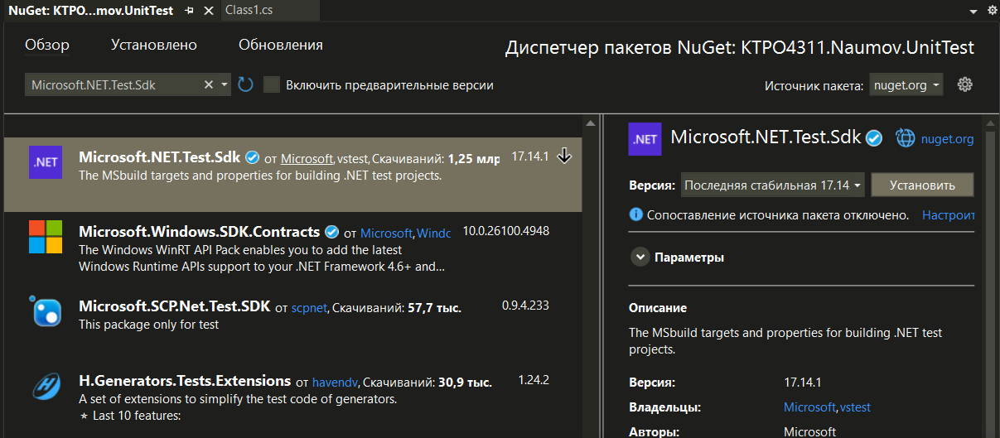 NuGet: KTPO...mov.UnitTest
Class1.cs
Обзор
Установлено
Обновления
Диспетчер пакетов NuGet: KTPO4311.Naumov.UnitTest
Microsoft.NET.Test.Sdk
Включить предварительные версии
Источник пакета: nuget.org
.NET
Microsoft.NET.Test.Sdk от Microsoft, vstest, Скачиваний: 1,25 млр
17.14.1
The MSbuild targets and properties for building .NET test projects.
Microsoft.Windows.SDK.Contracts от Microsoft, Windc
10.0.26100.4948
The Windows WinRT API Pack enables you to add the latest
Windows Runtime APIs support to your .NET Framework 4.6+ and...
Microsoft.SCP.Net.Test.SDK от scpnet, Скачиваний: 57,7 тыс.
0.9.4.233
This package only for test
H.Generators.Tests.Extensions от havendv, Скачиваний: 30,9 тыс.
1.24.2
A set of extensions to simplify the test code of generators.
⭐ Last 10 features:
.NET
Microsoft.NET.Test.Sdk
nuget.org
Версия: Последняя стабильная 17.14
Установить
Сопоставление источника пакета отключено. Настроит
Параметры
Описание
The MSbuild targets and properties for building .NET test
projects.
Версия: 17.14.1
Владельцы: Microsoft, vstest
Авторы: Microsoft